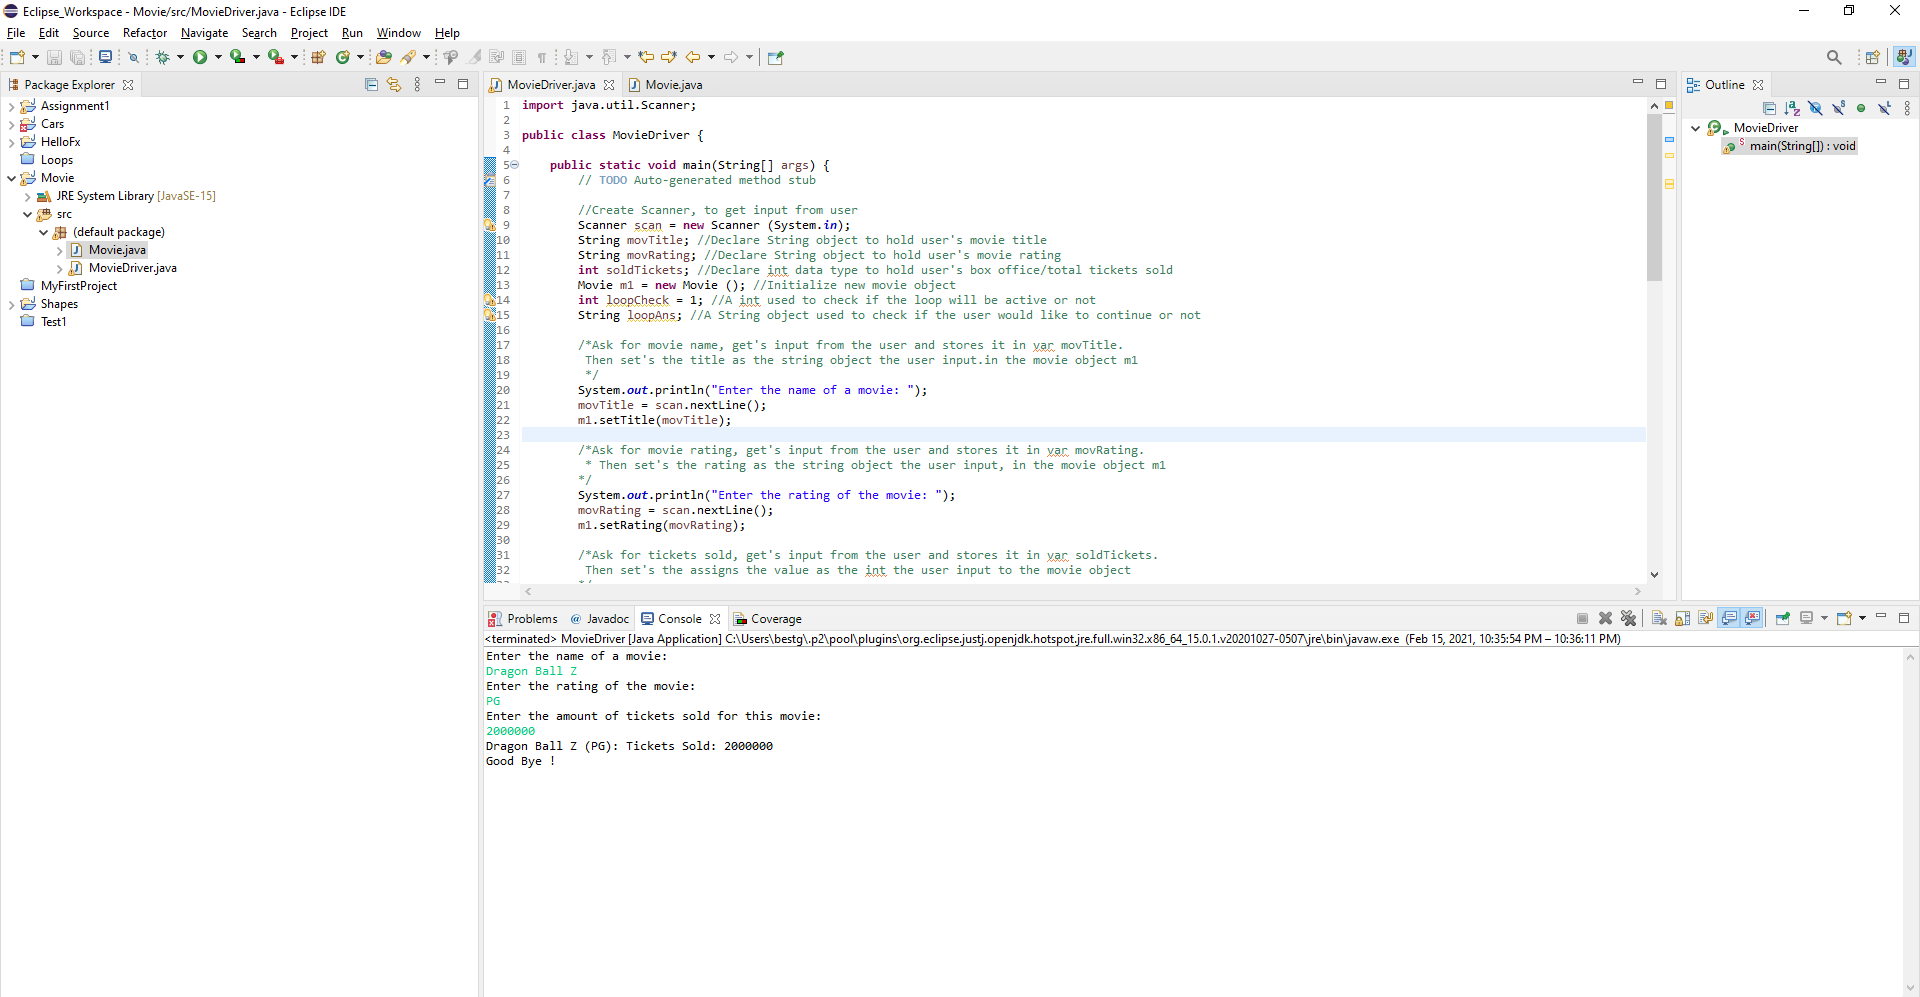 Eclipse_Workspace - Movie/src/MovieDriver.java - Eclipse IDE
File Edit Source Refactor Navigate Search Project Run Window Help
Package Explorer
Assignment1
Cars
HelloFx
Loops
Movie
JRE System Library [JavaSE-15]
src
(default package)
Movie.java
MovieDriver.java
MyFirstProject
Shapes
Test1
MovieDriver.java Movie.java
1 import java.util.Scanner;
2
3 public class MovieDriver {
4
5 public static void main(String[] args) {
6 // TODO Auto-generated method stub
7
8 //Create Scanner, to get input from user
9 Scanner scan = new Scanner (System.in);
10 String movTitle; //Declare String object to hold user's movie title
11 String movRating; //Declare String object to hold user's movie rating
12 int soldTickets; //Declare int data type to hold user's box office/total tickets sold
13 Movie m1 = new Movie (); //Initialize new movie object
14 int loopCheck = 1; //A int used to check if the loop will be active or not
15 String loopAns; //A String object used to check if the user would like to continue or not
16
17 /*Ask for movie name, get's input from the user and stores it in var movTitle.
18 Then set's the title as the string object the user input.in the movie object m1
19 */
20 System.out.println("Enter the name of a movie: ");
21 movTitle = scan.nextLine();
22 m1.setTitle(movTitle);
23
24 /*Ask for movie rating, get's input from the user and stores it in var movRating.
25 * Then set's the rating as the string object the user input, in the movie object m1
26 */
27 System.out.println("Enter the rating of the movie: ");
28 movRating = scan.nextLine();
29 m1.setRating(movRating);
30
31 /*Ask for tickets sold, get's input from the user and stores it in var soldTickets.
32 Then set's the assigns the value as the int the user input to the movie object
Outline
MovieDriver
main(String[]) : void
Problems @ Javadoc Console Coverage
<terminated> MovieDriver [Java Application] C:\Users\bestg\.p2\pool\plugins\org.eclipse.justj.openjdk.hotspot.jre.full.win32.x86_64_15.0.1.v20201027-0507\jre\bin\javaw.exe (Feb 15, 2021, 10:35:54 PM – 10:36:11 PM)
Enter the name of a movie:
Dragon Ball Z
Enter the rating of the movie:
PG
Enter the amount of tickets sold for this movie:
2000000
Dragon Ball Z (PG): Tickets Sold: 2000000
Good Bye !